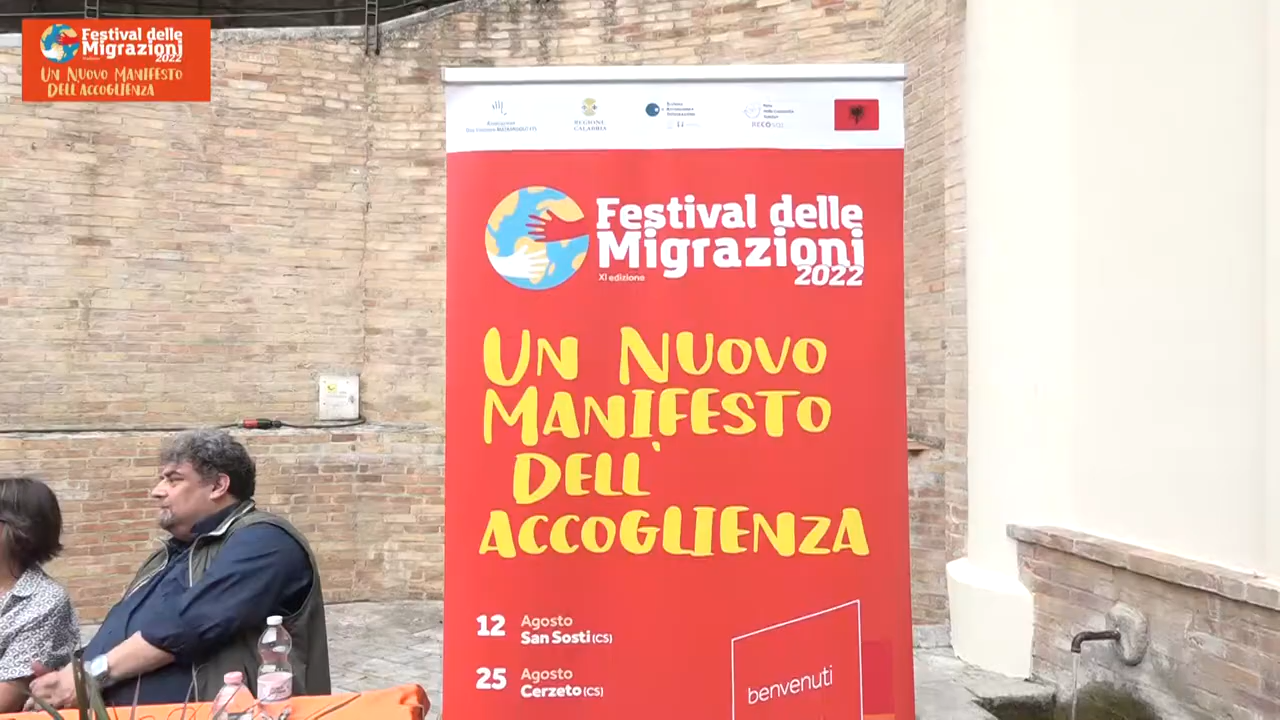 Festival delle
Migrazioni
2022
UN NUOVO MANIFESTO
DELL'ACCOGLIENZA
REGIONE
CALABRIA
RECOSOL
Festival delle
Migrazioni
2022
XI edizione
UN NUOVO
MANIFESTO
DELL'
ACCOGLIENZA
12 Agosto
San Sosti (CS)
25 Agosto
Cerzeto (CS)
benvenuti